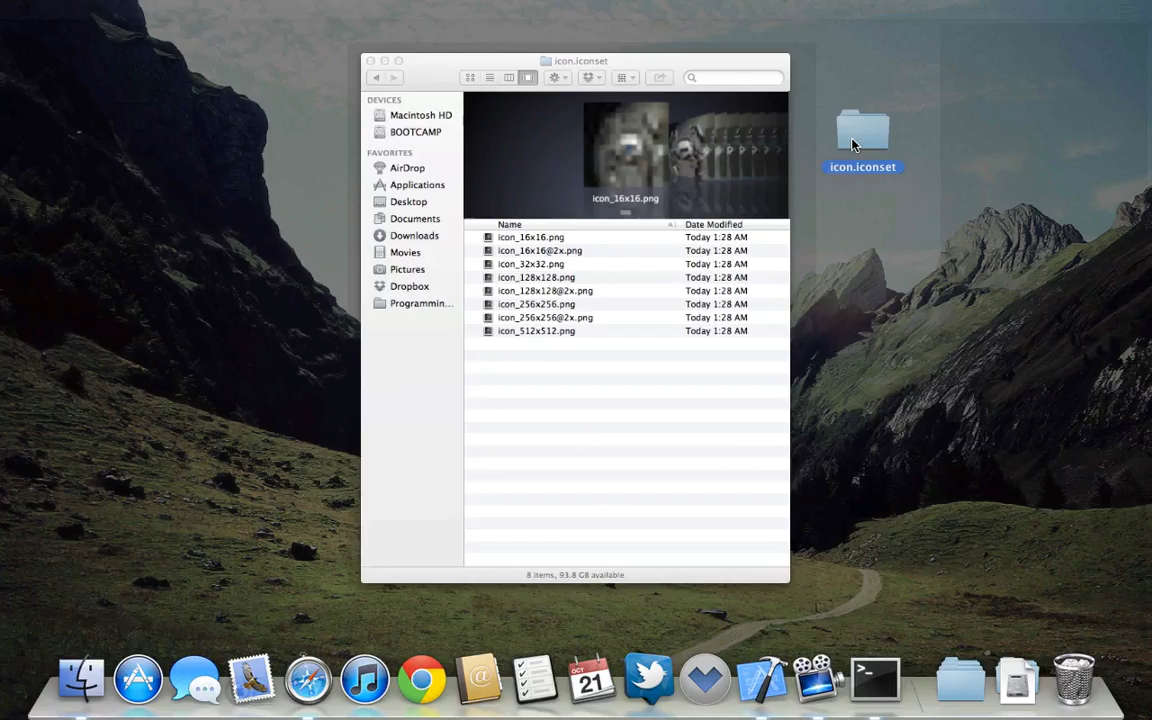 icon.iconset
DEVICES
Macintosh HD
BOOTCAMP
FAVORITES
AirDrop
Applications
Desktop
Documents
Downloads
Movies
Pictures
Dropbox
Programmin...
icon_16x16.png
Name Date Modified
icon_16x16.png Today 1:28 AM
icon_16x16@2x.png Today 1:28 AM
icon_32x32.png Today 1:28 AM
icon_128x128.png Today 1:28 AM
icon_128x128@2x.png Today 1:28 AM
icon_256x256.png Today 1:28 AM
icon_256x256@2x.png Today 1:28 AM
icon_512x512.png Today 1:28 AM
8 items, 93.8 GB available
icon.iconset
OCT
21
>_